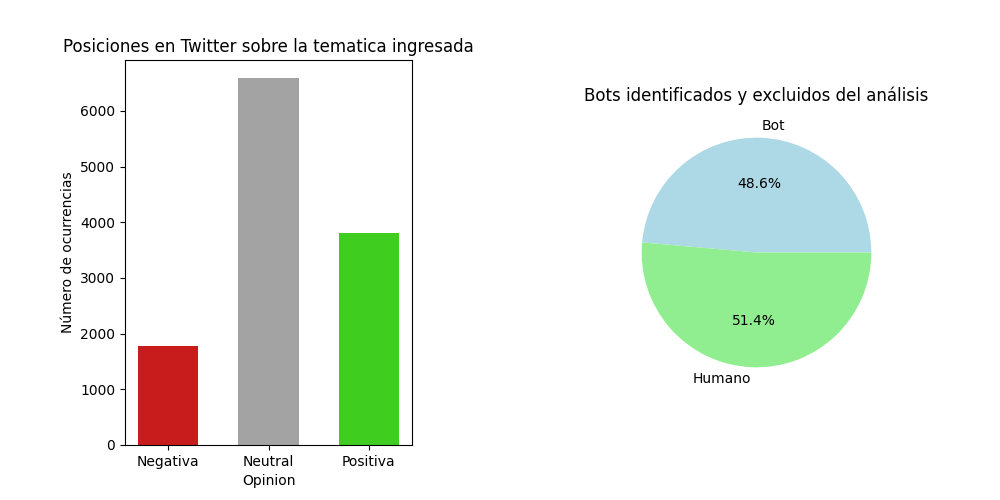 Posiciones en Twitter sobre la tematica ingresada
Número de ocurrencias
6000
5000
4000
3000
2000
1000
0
Negativa
Neutral
Positiva
Opinion
Bots identificados y excluidos del análisis
Bot
48.6%
51.4%
Humano